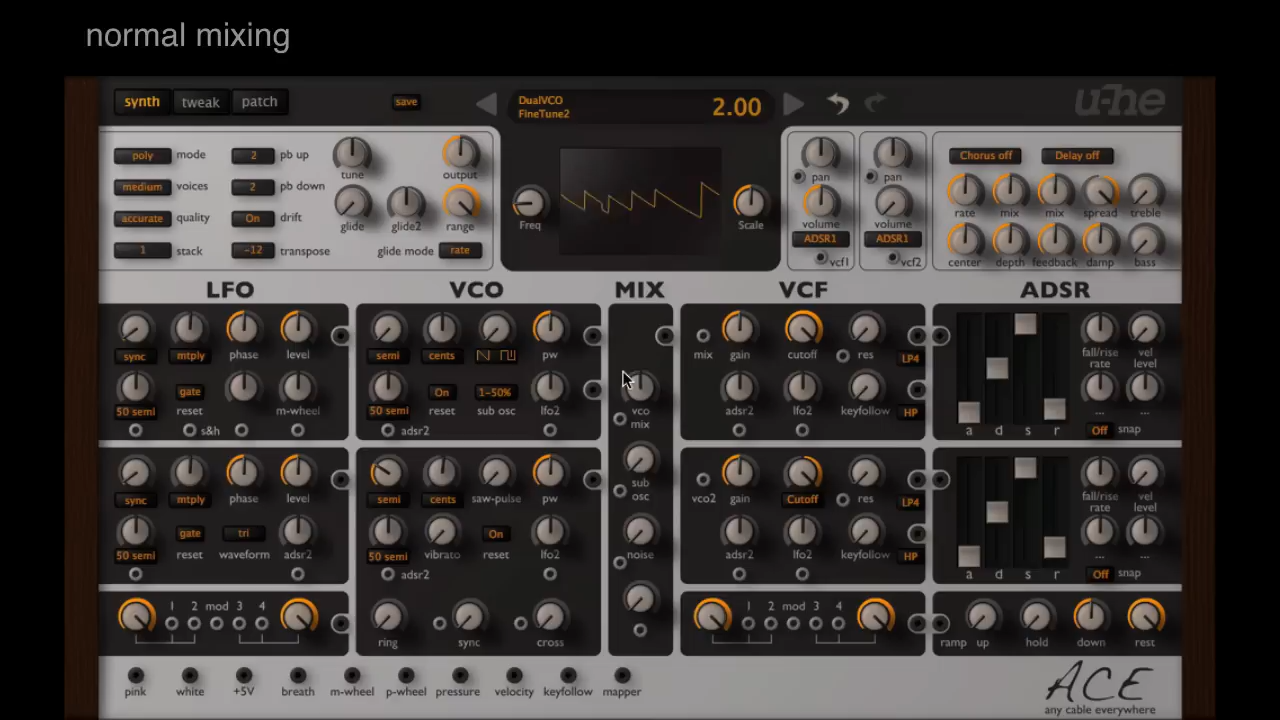 normal mixing
synth tweak patch save
DualVCO
FineTune2 2.00
u-he
poly mode 2 pb up
medium voices 2 pb down
accurate quality On drift
1 stack -12 transpose
tune output
glide glide2 range
glide mode rate
Freq Scale
pan pan
volume volume
ADSR1 ADSR1
vcf1 vcf2
Chorus off Delay off
rate mix mix spread treble
center depth feedback damp bass
LFO VCO MIX VCF ADSR
sync mtply phase level
gate
50 semi reset m-wheel
s&h
semi cents pw
On 1-50%
50 semi reset sub osc lfo2
adsr2
vco
mix
sub
osc
noise
mix gain cutoff res LP4
adsr2 lfo2 keyfollow HP
fall/rise
rate
vel
level
... ...
a d s r Off snap
sync mtply phase level
gate tri
50 semi reset waveform adsr2
semi cents saw-pulse pw
On
50 semi vibrato reset lfo2
adsr2
vco2 gain Cutoff res LP4
adsr2 lfo2 keyfollow HP
fall/rise
rate
vel
level
... ...
a d s r Off snap
1 2 mod 3 4
ring sync cross
1 2 mod 3 4
ramp up hold down rest
pink white +5V breath m-wheel p-wheel pressure velocity keyfollow mapper
ACE
any cable everywhere